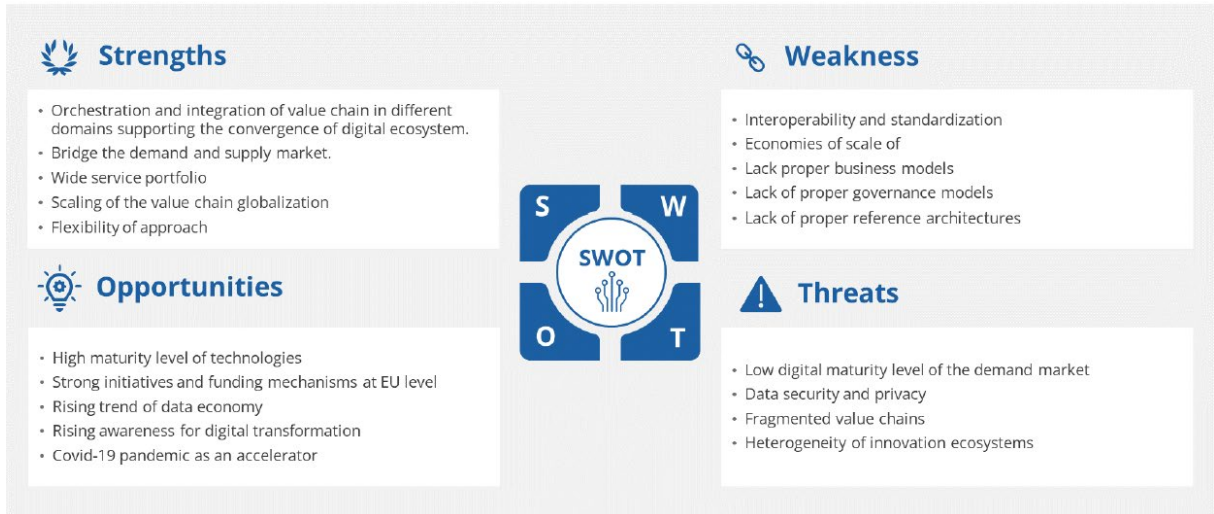 Strengths
• Orchestration and integration of value chain in different
domains supporting the convergence of digital ecosystem.
• Bridge the demand and supply market.
• Wide service portfolio
• Scaling of the value chain globalization
• Flexibility of approach
Weakness
• Interoperability and standardization
• Economies of scale of
• Lack proper business models
• Lack of proper governance models
• Lack of proper reference architectures
S
W
SWOT
O
T
Opportunities
• High maturity level of technologies
• Strong initiatives and funding mechanisms at EU level
• Rising trend of data economy
• Rising awareness for digital transformation
• Covid-19 pandemic as an accelerator
Threats
• Low digital maturity level of the demand market
• Data security and privacy
• Fragmented value chains
• Heterogeneity of innovation ecosystems